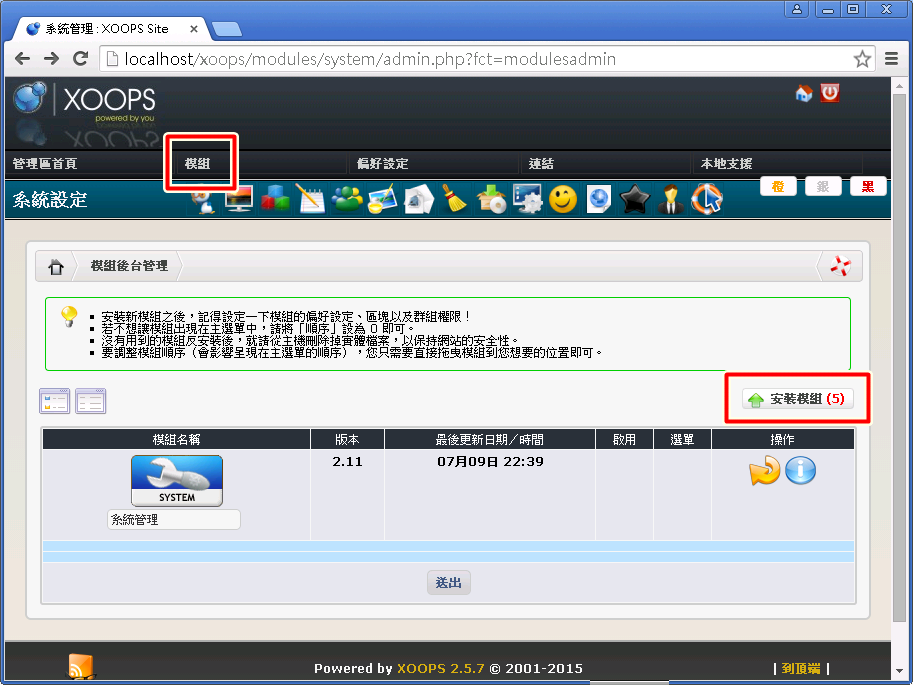 系統管理 : XOOPS Site
localhost/xoops/modules/system/admin.php?fct=modulesadmin
XOOPS
powered by you
管理區首頁 模組 偏好設定 連結 本地支援
系統設定
橙 銀 黑
模組後台管理
安裝新模組之後，記得設定一下模組的偏好設定、區塊以及群組權限！
若不想讓模組出現在主選單中，請將「順序」設為 0 即可。
沒有用到的模組反安裝後，就請從主機刪除掉實體檔案，以保持網站的安全性。
要調整模組順序（會影響呈現在主選單的順序），您只需要直接拖曳模組到您想要的位置即可。
安裝模組 (5)
模組名稱 版本 最後更新日期／時間 啟用 選單 操作
SYSTEM
2.11 07月09日 22:39
系統管理
送出
Powered by XOOPS 2.5.7 © 2001-2015
| 到頂端 |